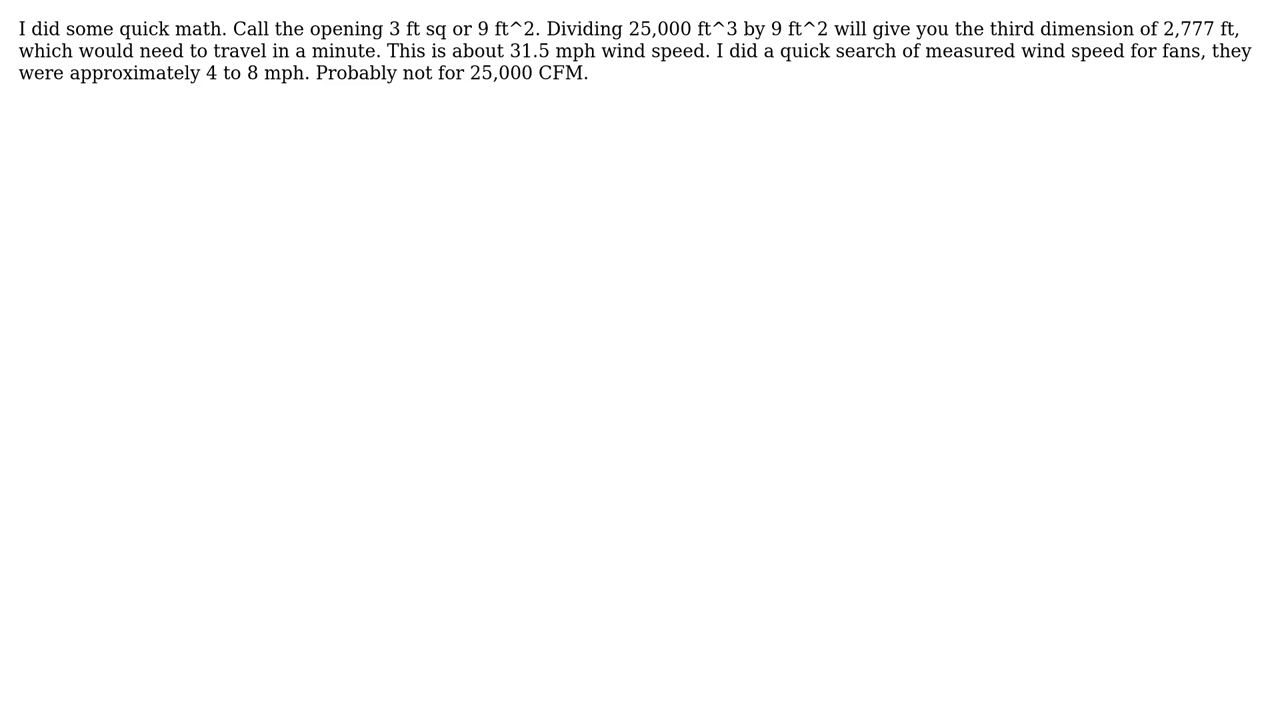 I did some quick math. Call the opening 3 ft sq or 9 ft^2. Dividing 25,000 ft^3 by 9 ft^2 will give you the third dimension of 2,777 ft,
which would need to travel in a minute. This is about 31.5 mph wind speed. I did a quick search of measured wind speed for fans, they
were approximately 4 to 8 mph. Probably not for 25,000 CFM.